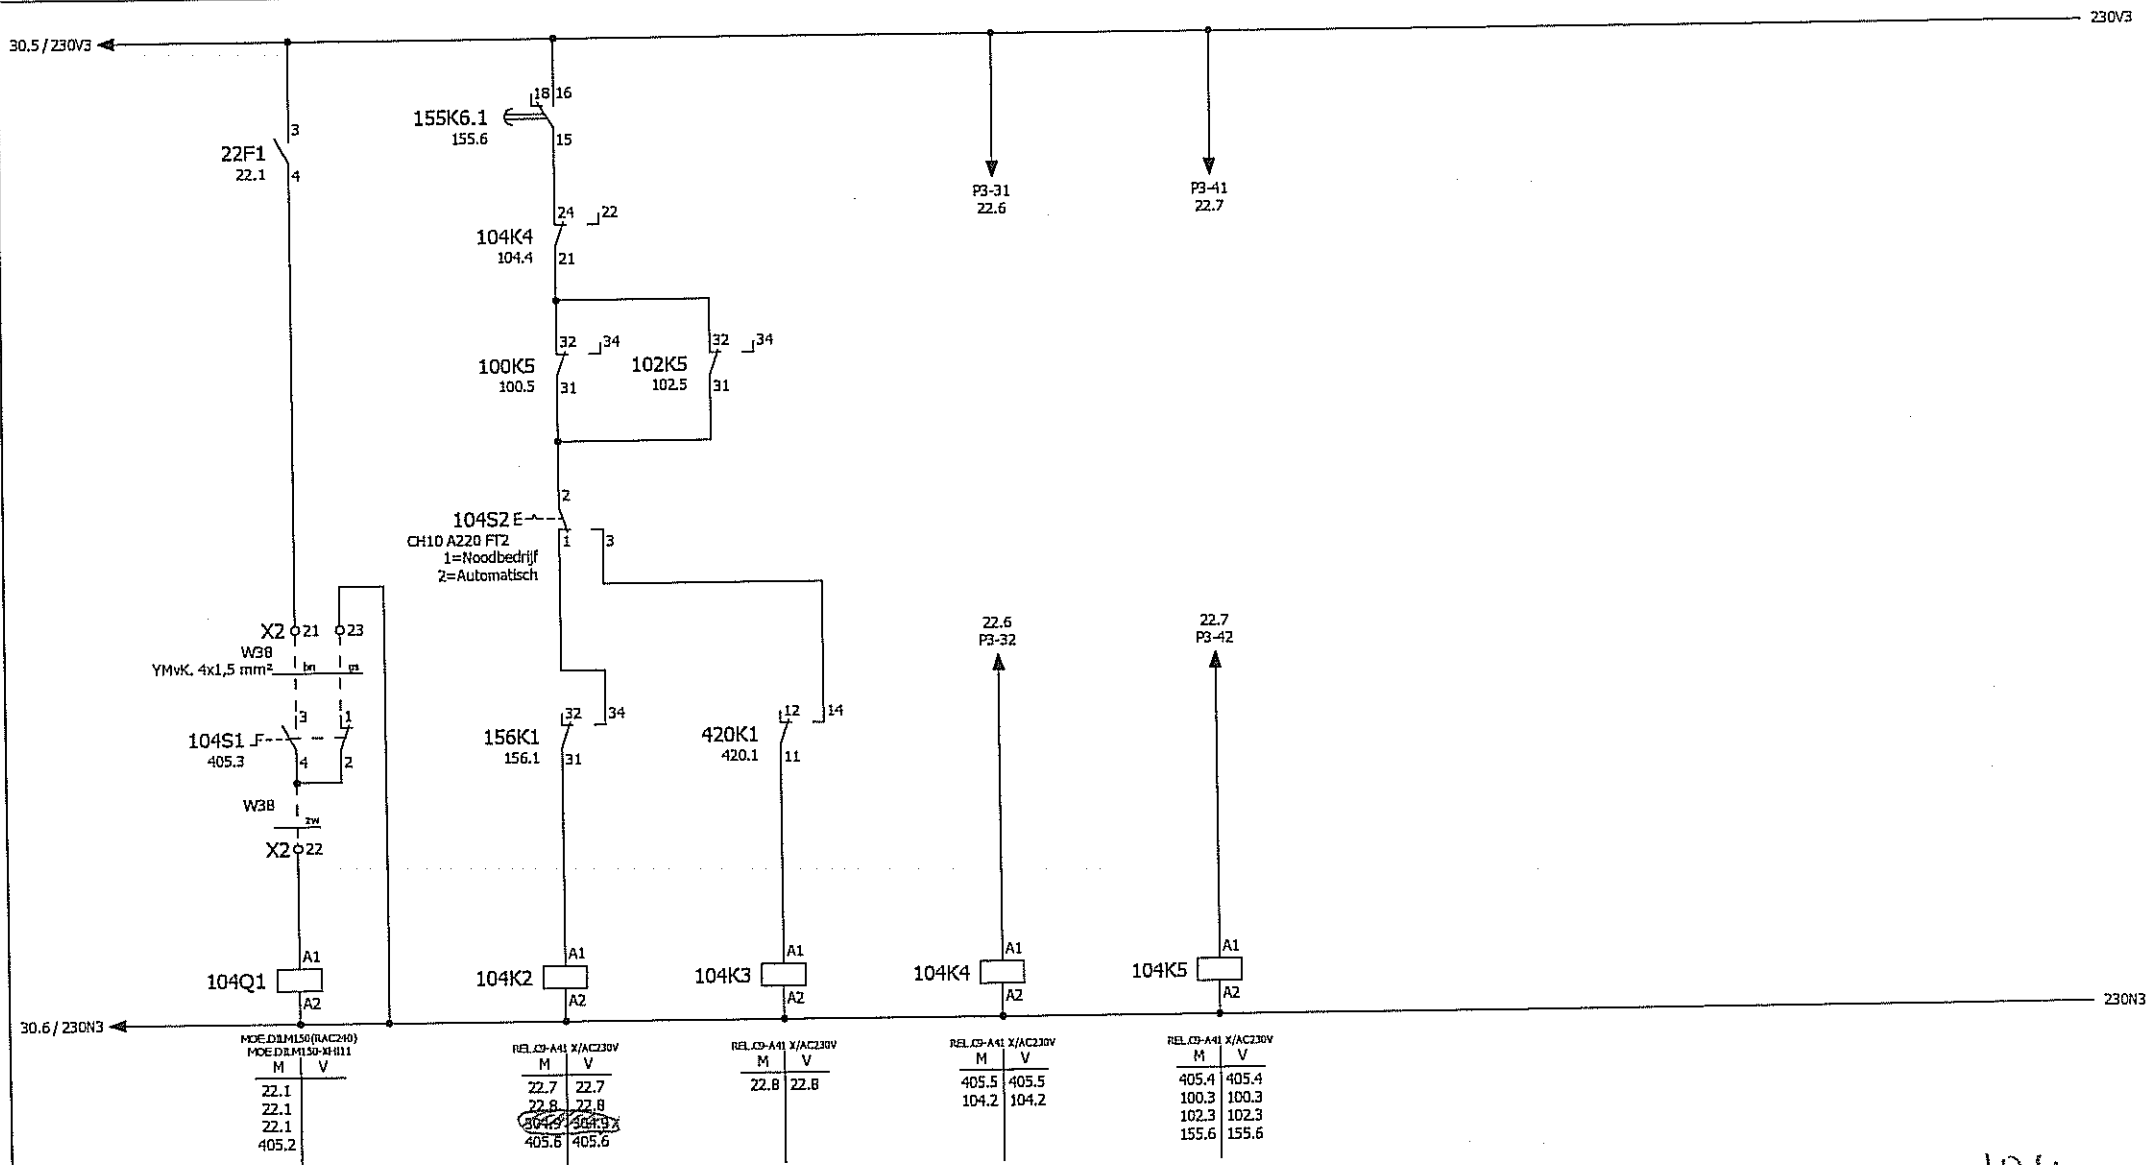 230V3
30.5 / 230V3
18 16
155K6.1
155.6
15
3
22F1
22.1
4
P3-31
22.6
P3-41
22.7
24 22
104K4
104.4
21
32 34
100K5
100.5
31
32 34
102K5
102.5
31
2
104S2
CH10 A220 FT2
1=Noodbedrijf
2=Automatisch
1 3
22.6
P3-32
22.7
P3-42
X2 21 23
W38
YMvK. 4x1,5 mm²
bn
3 1
104S1
405.3
4 2
W38
zw
X2 22
32 34
156K1
156.1
31
12 14
420K1
420.1
11
A1
104Q1
A2
A1
104K2
A2
A1
104K3
A2
A1
104K4
A2
A1
104K5
A2
230N3
30.6 / 230N3
MOE.DILM150(RAC240)
MOE.DILM150-XHI11
M V
22.1
22.1
22.1
405.2
REL.C9-A41 X/AC230V
M V
22.7 22.7
22.8 22.8
405.6 405.6
REL.C9-A41 X/AC230V
M V
22.8 22.8
REL.C9-A41 X/AC230V
M V
405.5 405.5
104.2 104.2
REL.C9-A41 X/AC230V
M V
405.4 405.4
100.3 100.3
102.3 102.3
155.6 155.6